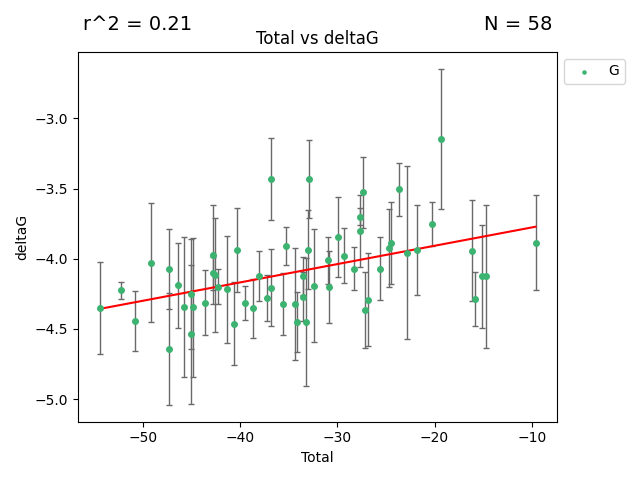 r^2 = 0.21
N = 58
Total vs deltaG
G
−3.0
−3.5
−4.0
−4.5
−5.0
deltaG
−50
−40
−30
−20
−10
Total